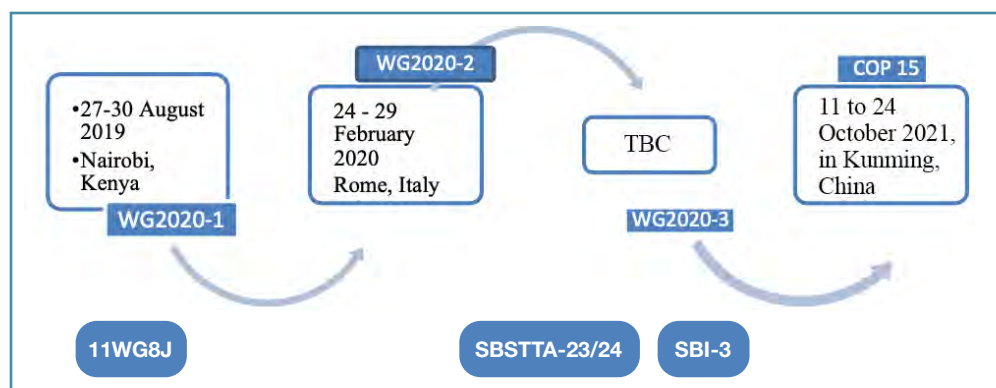 •27-30 August
2019
•Nairobi,
Kenya
WG2020-1
WG2020-2
24 - 29
February
2020
Rome, Italy
TBC
WG2020-3
COP 15
11 to 24
October 2021,
in Kunming,
China
11WG8J
SBSTTA-23/24
SBI-3